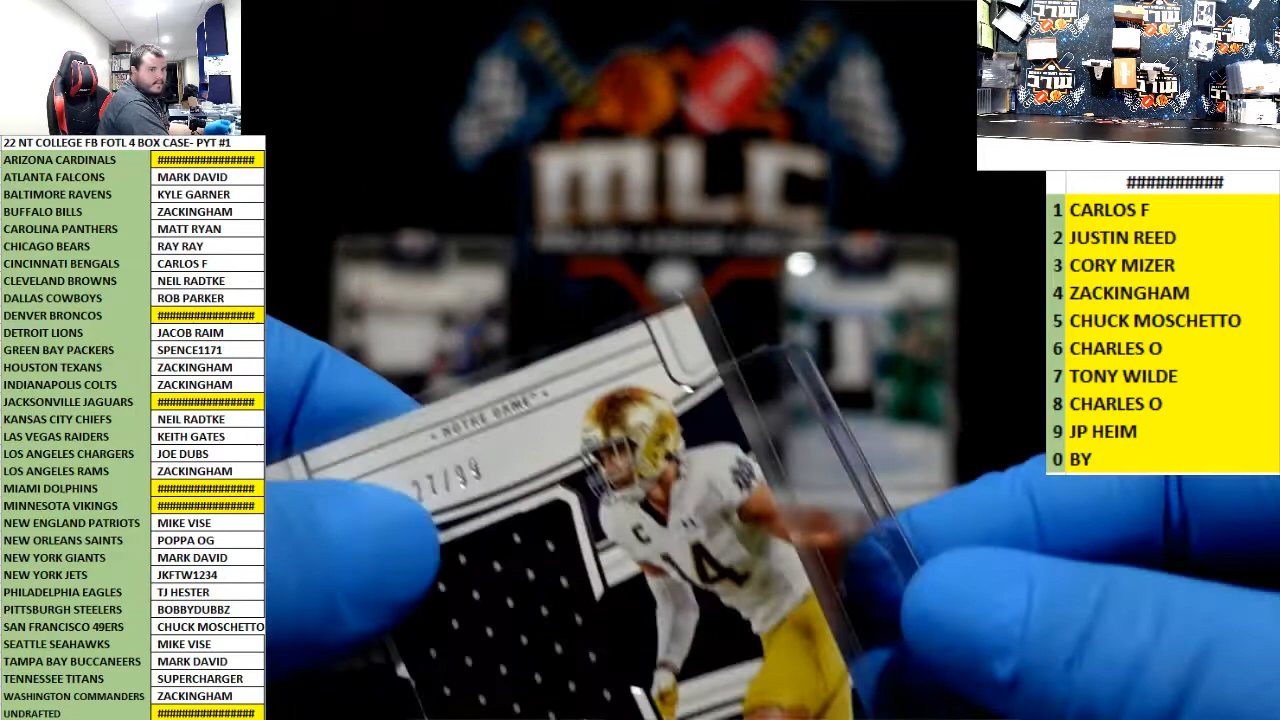 22 NT COLLEGE FB FOTL 4 BOX CASE- PYT #1
ARIZONA CARDINALS ################
ATLANTA FALCONS MARK DAVID
BALTIMORE RAVENS KYLE GARNER
BUFFALO BILLS ZACKINGHAM
CAROLINA PANTHERS MATT RYAN
CHICAGO BEARS RAY RAY
CINCINNATI BENGALS CARLOS F
CLEVELAND BROWNS NEIL RADTKE
DALLAS COWBOYS ROB PARKER
DENVER BRONCOS ################
DETROIT LIONS JACOB RAIM
GREEN BAY PACKERS SPENCE1171
HOUSTON TEXANS ZACKINGHAM
INDIANAPOLIS COLTS ZACKINGHAM
JACKSONVILLE JAGUARS ################
KANSAS CITY CHIEFS NEIL RADTKE
LAS VEGAS RAIDERS KEITH GATES
LOS ANGELES CHARGERS JOE DUBS
LOS ANGELES RAMS ZACKINGHAM
MIAMI DOLPHINS ################
MINNESOTA VIKINGS ################
NEW ENGLAND PATRIOTS MIKE VISE
NEW ORLEANS SAINTS POPPA OG
NEW YORK GIANTS MARK DAVID
NEW YORK JETS JKFTW1234
PHILADELPHIA EAGLES TJ HESTER
PITTSBURGH STEELERS BOBBYDUBBZ
SAN FRANCISCO 49ERS CHUCK MOSCHETTO
SEATTLE SEAHAWKS MIKE VISE
TAMPA BAY BUCCANEERS MARK DAVID
TENNESSEE TITANS SUPERCHARGER
WASHINGTON COMMANDERS ZACKINGHAM
UNDRAFTED ################
MLC
NOTRE DAME
27/99
C
14
##########
1 CARLOS F
2 JUSTIN REED
3 CORY MIZER
4 ZACKINGHAM
5 CHUCK MOSCHETTO
6 CHARLES O
7 TONY WILDE
8 CHARLES O
9 JP HEIM
0 BY